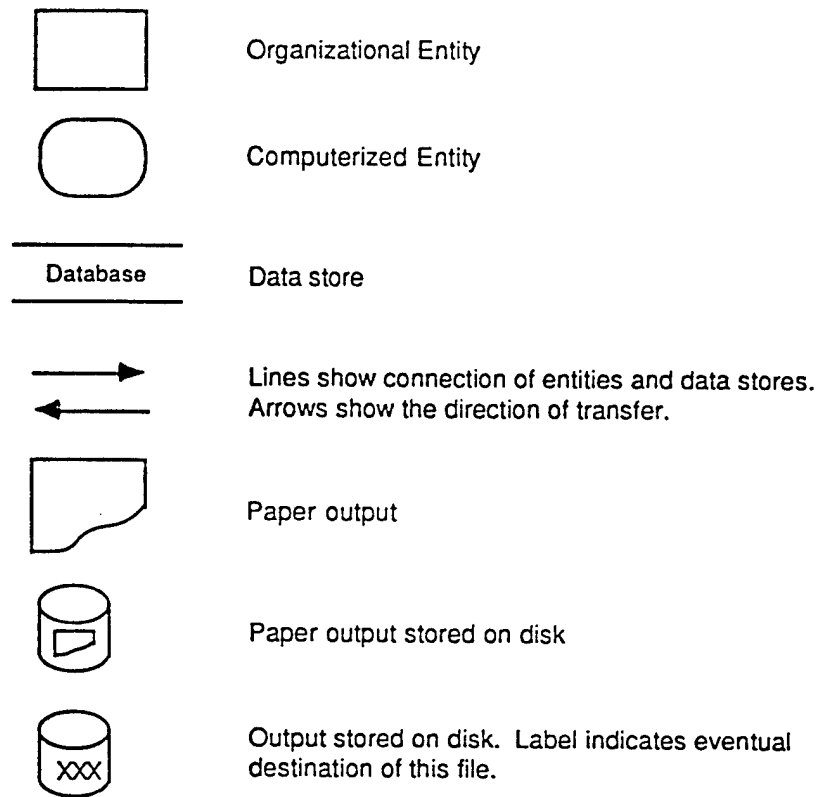 Organizational Entity
Computerized Entity
Database
Data store
Lines show connection of entities and data stores.
Arrows show the direction of transfer.
Paper output
Paper output stored on disk
XXX
Output stored on disk. Label indicates eventual
destination of this file.